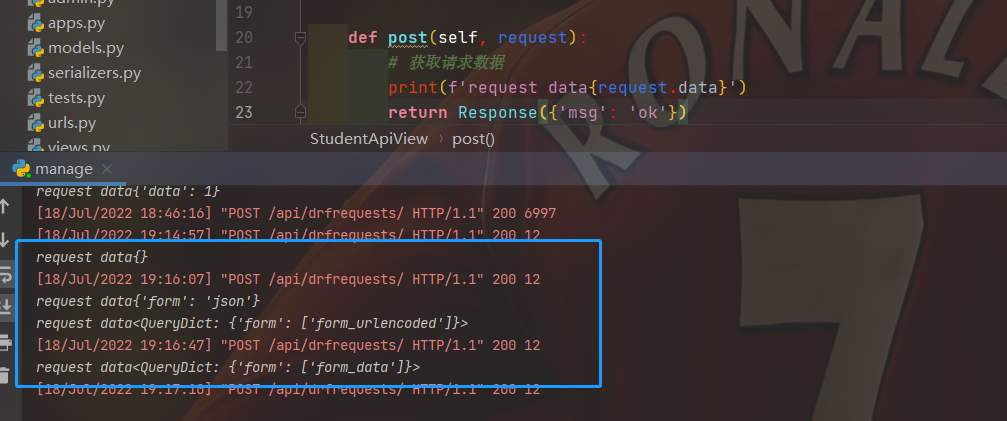 admin.py
apps.py
models.py
serializers.py
tests.py
urls.py
views.py
19
20 def post(self, request):
21 # 获取请求数据
22 print(f'request data{request.data}')
23 return Response({'msg': 'ok'})
StudentApiView › post()
manage
request data{'data': 1}
[18/Jul/2022 18:46:16] "POST /api/drfrequests/ HTTP/1.1" 200 6997
[18/Jul/2022 19:14:57] "POST /api/drfrequests/ HTTP/1.1" 200 12
request data{}
[18/Jul/2022 19:16:07] "POST /api/drfrequests/ HTTP/1.1" 200 12
request data{'form': 'json'}
request data<QueryDict: {'form': ['form_urlencoded']}>
[18/Jul/2022 19:16:47] "POST /api/drfrequests/ HTTP/1.1" 200 12
request data<QueryDict: {'form': ['form_data']}>
[18/Jul/2022 19:17:10] "POST /api/drfrequests/ HTTP/1.1" 200 12
RONAL
7